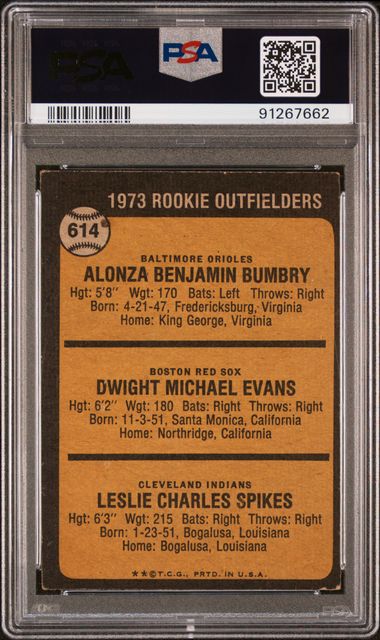 PSA
PSA
91267662
1973 ROOKIE OUTFIELDERS
614
BALTIMORE ORIOLES
ALONZA BENJAMIN BUMBRY
Hgt: 5'8" Wgt: 170 Bats: Left Throws: Right
Born: 4-21-47, Fredericksburg, Virginia
Home: King George, Virginia
BOSTON RED SOX
DWIGHT MICHAEL EVANS
Hgt: 6'2" Wgt: 180 Bats: Right Throws: Right
Born: 11-3-51, Santa Monica, California
Home: Northridge, California
CLEVELAND INDIANS
LESLIE CHARLES SPIKES
Hgt: 6'3" Wgt: 215 Bats: Right Throws: Right
Born: 1-23-51, Bogalusa, Louisiana
Home: Bogalusa, Louisiana
**©T.C.G., PRTD. IN U.S.A.